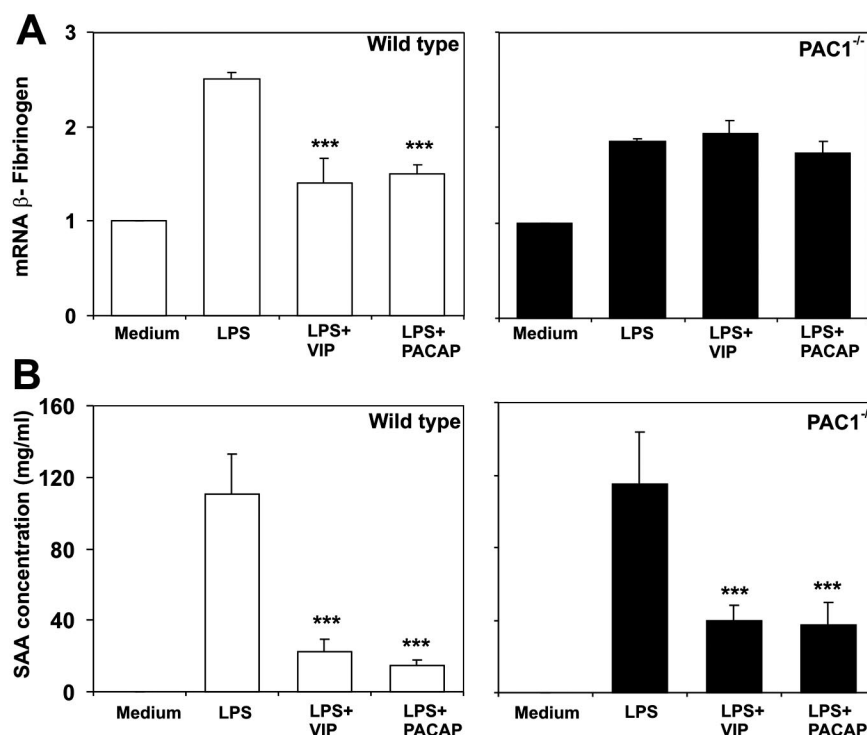 A
3
2
1
0
mRNA β- Fibrinogen
Wild type
***
***
Medium
LPS
LPS+
VIP
LPS+
PACAP
PAC1-/-
Medium
LPS
LPS+
VIP
LPS+
PACAP
B
160
120
80
40
0
SAA concentration (mg/ml)
Wild type
***
***
Medium
LPS
LPS+
VIP
LPS+
PACAP
PAC1-/
***
***
Medium
LPS
LPS+
VIP
LPS+
PACAP